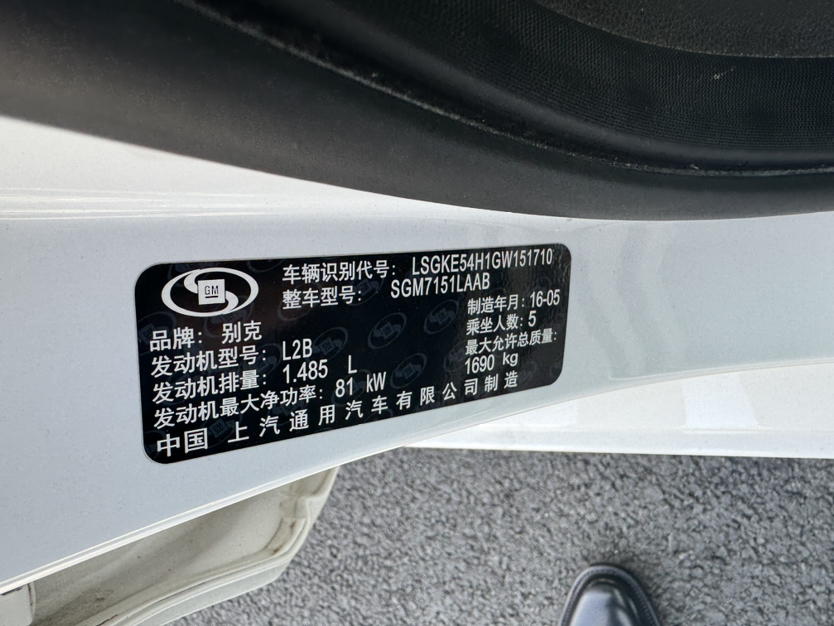 GM
车辆识别代号: LSGKE54H1GW151710
整车型号: SGM7151LAAB
品牌: 别克
制造年月: 16-05
发动机型号: L2B
乘坐人数: 5
发动机排量: 1.485 L
最大允许总质量:
1690 kg
发动机最大净功率: 81 kW
中国 上汽通用汽车有限公司制造